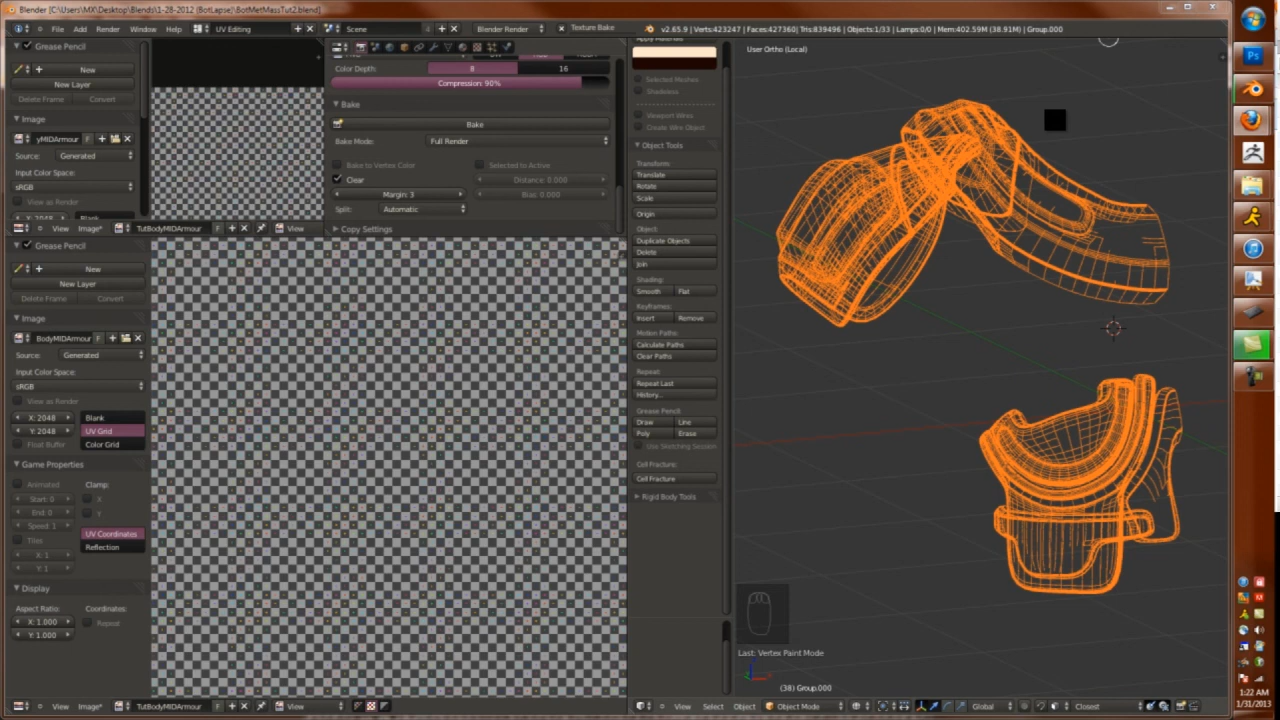 Blender [C:\Users\MX\Desktop\Blends\1-28-2012 (BotLapse)\BotMetMassTut2.blend]
File Add Render Window Help UV Editing Scene Blender Render Texture Bake v2.65.9 | Verts:423247 | Faces:427360 | Tris:839496 | Objects:1/33 | Lamps:0/0 | Mem:402.59M (38.91M) | Group.000
Grease Pencil
New
New Layer
Delete Frame Convert
Image
yMIDArmour F
Source: Generated
Input Color Space:
sRGB
View as Render
Y: 2048 Blank
View Image* TutBodyMIDArmour F View
Color Depth: 8 16
Compression: 90%
Bake
Bake
Bake Mode: Full Render
Bake to Vertex Color Selected to Active
Clear Distance: 0.000
Margin: 3 Bias: 0.000
Split: Automatic
Copy Settings
Grease Pencil
New
New Layer
Delete Frame Convert
Image
BodyMIDArmour F
Source: Generated
Input Color Space:
sRGB
View as Render
X: 2048 Blank
Y: 2048 UV Grid
Float Buffer Color Grid
Game Properties
Animated Clamp:
Start: 0 X
End: 0 Y
Speed: 1
Tiles UV Coordinates
X: 1 Reflection
Y: 1
Display
Aspect Ratio: Coordinates:
X: 1.000 Repeat
Y: 1.000
View Image* TutBodyMIDArmour F View
Selected Meshes
Shadeless
Viewport Wires
Create Wire Object
Object Tools
Transform:
Translate
Rotate
Scale
Origin
Object:
Duplicate Objects
Delete
Join
Shading:
Smooth Flat
Keyframes:
Insert Remove
Motion Paths:
Calculate Paths
Clear Paths
Repeat:
Repeat Last
History...
Grease Pencil:
Draw Line
Poly Erase
Use Sketching Session
Cell Fracture:
Cell Fracture
Rigid Body Tools
User Ortho (Local)
Last: Vertex Paint Mode
(38) Group.000
View Select Object Object Mode Global Closest
Ps
1:22 AM
1/31/2013